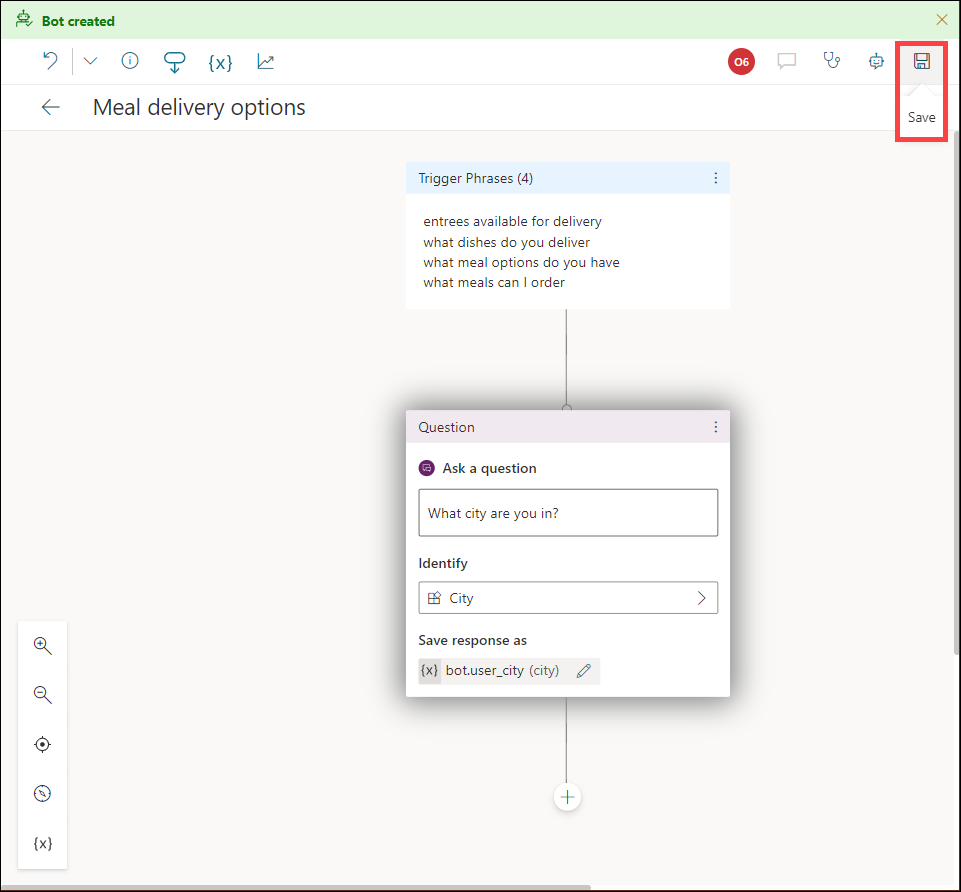 Bot created
{x}
O6
Meal delivery options
Save
Trigger Phrases (4)
entrees available for delivery
what dishes do you deliver
what meal options do you have
what meals can I order
Question
Ask a question
What city are you in?
Identify
City
Save response as
{x} bot.user_city (city)
{x}